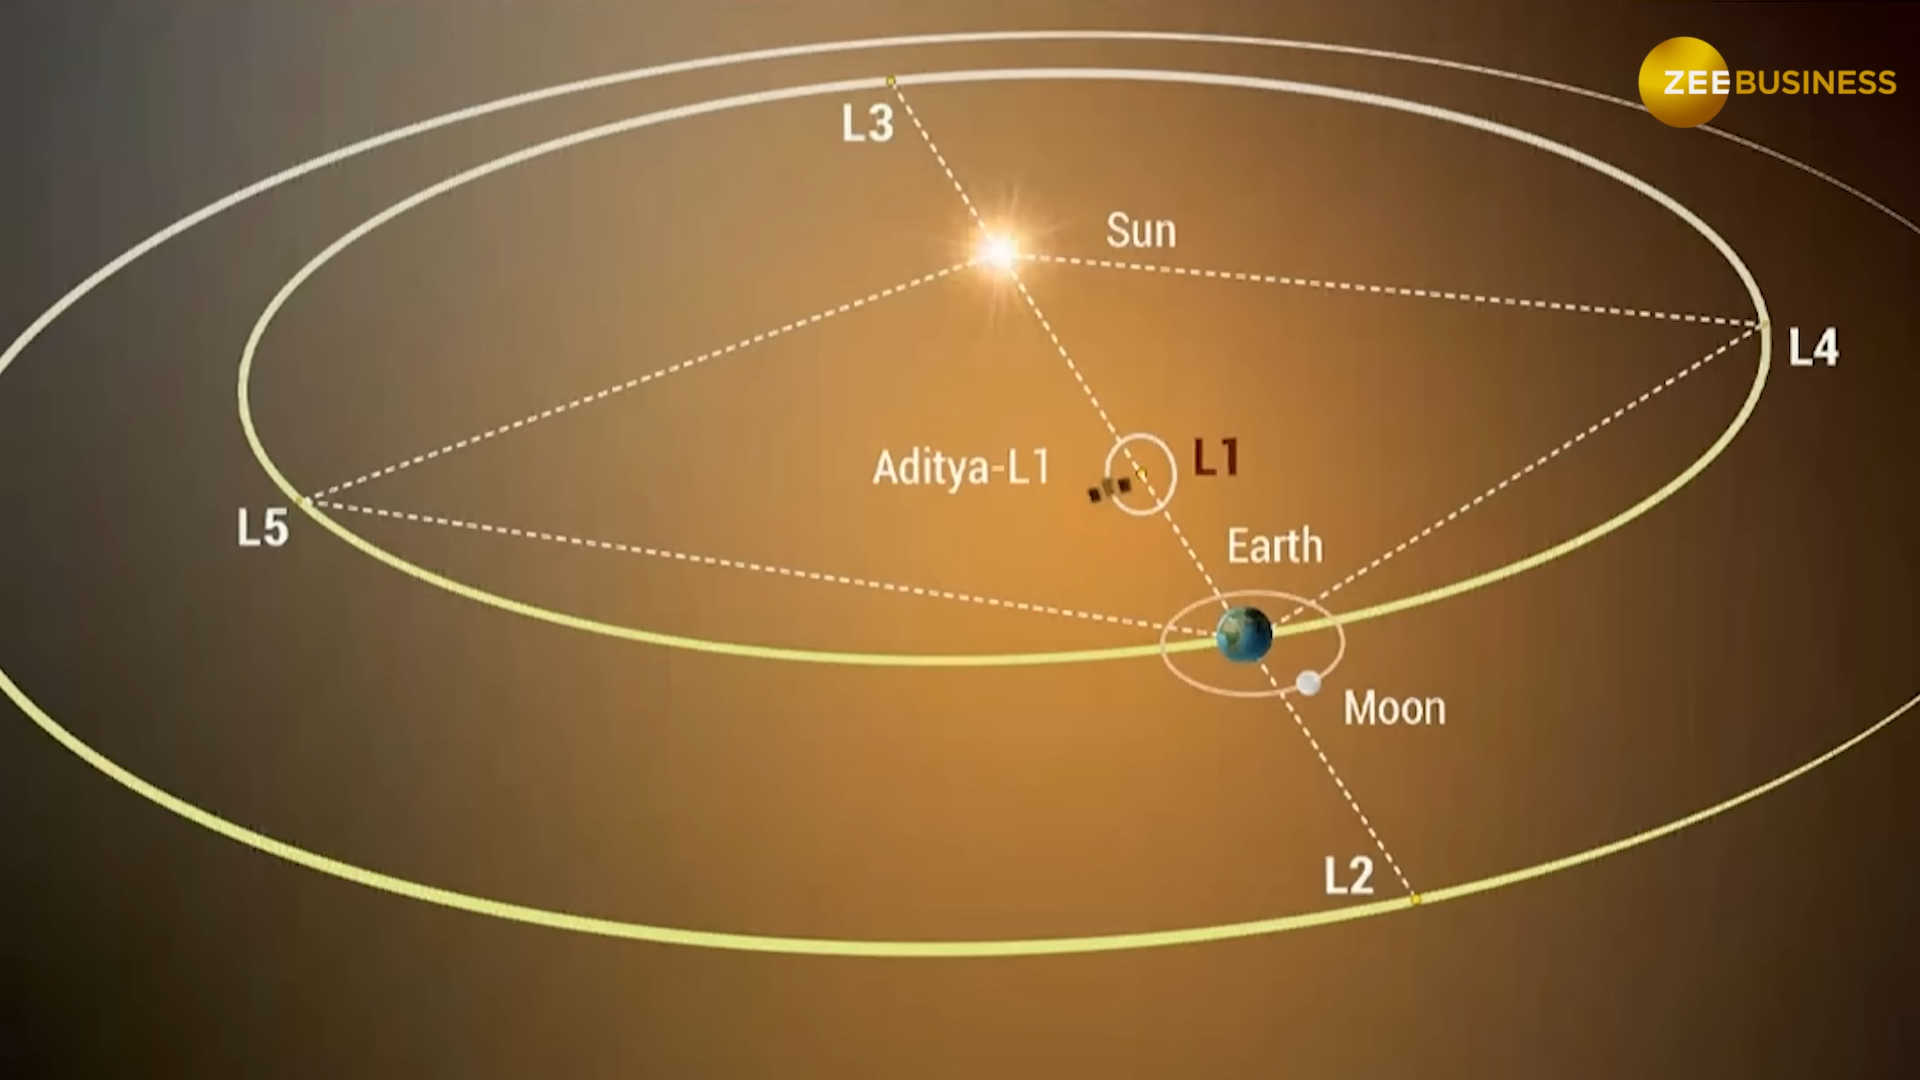 ZEEBUSINESS
L3
Sun
L4
Aditya-L1
L1
L5
Earth
Moon
L2